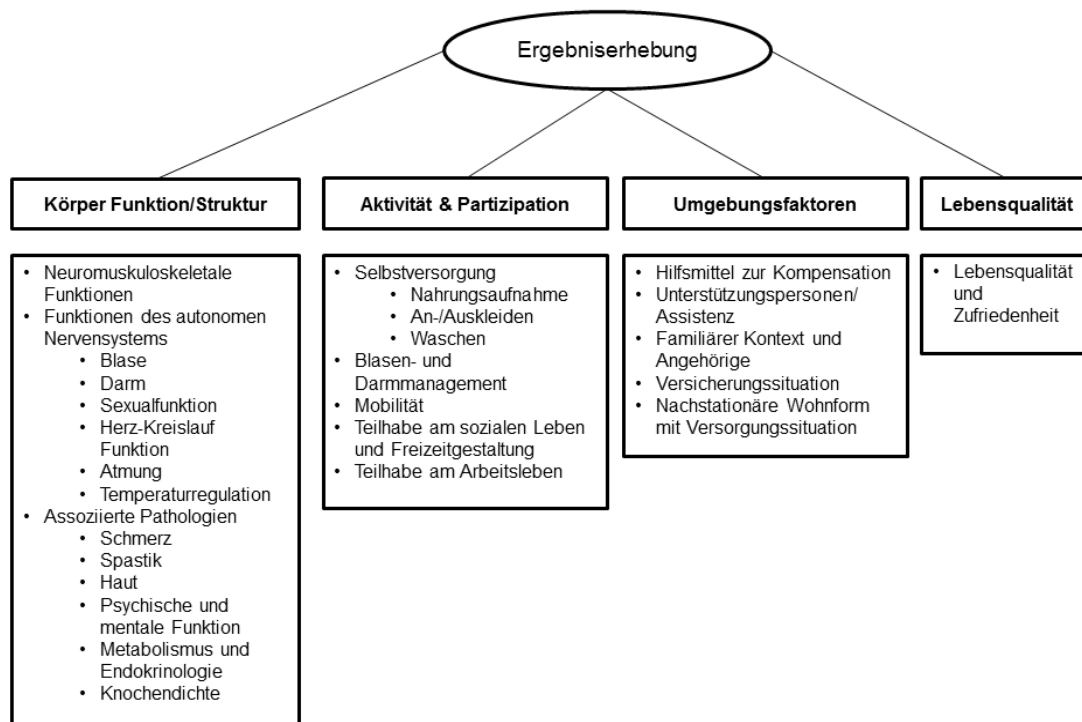 Ergebniserhebung
Körper Funktion/Struktur
• Neuromuskuloskeletale
Funktionen
• Funktionen des autonomen
Nervensystems
• Blase
• Darm
• Sexualfunktion
• Herz-Kreislauf
Funktion
• Atmung
• Temperaturregulation
• Assoziierte Pathologien
• Schmerz
• Spastik
• Haut
• Psychische und
mentale Funktion
• Metabolismus und
Endokrinologie
• Knochendichte
Aktivität & Partizipation
• Selbstversorgung
• Nahrungsaufnahme
• An-/Auskleiden
• Waschen
• Blasen- und
Darmmanagement
• Mobilität
• Teilhabe am sozialen Leben
und Freizeitgestaltung
• Teilhabe am Arbeitsleben
Umgebungsfaktoren
• Hilfsmittel zur Kompensation
• Unterstützungspersonen/
Assistenz
• Familiärer Kontext und
Angehörige
• Versicherungssituation
• Nachstationäre Wohnform
mit Versorgungssituation
Lebensqualität
• Lebensqualität
und
Zufriedenheit